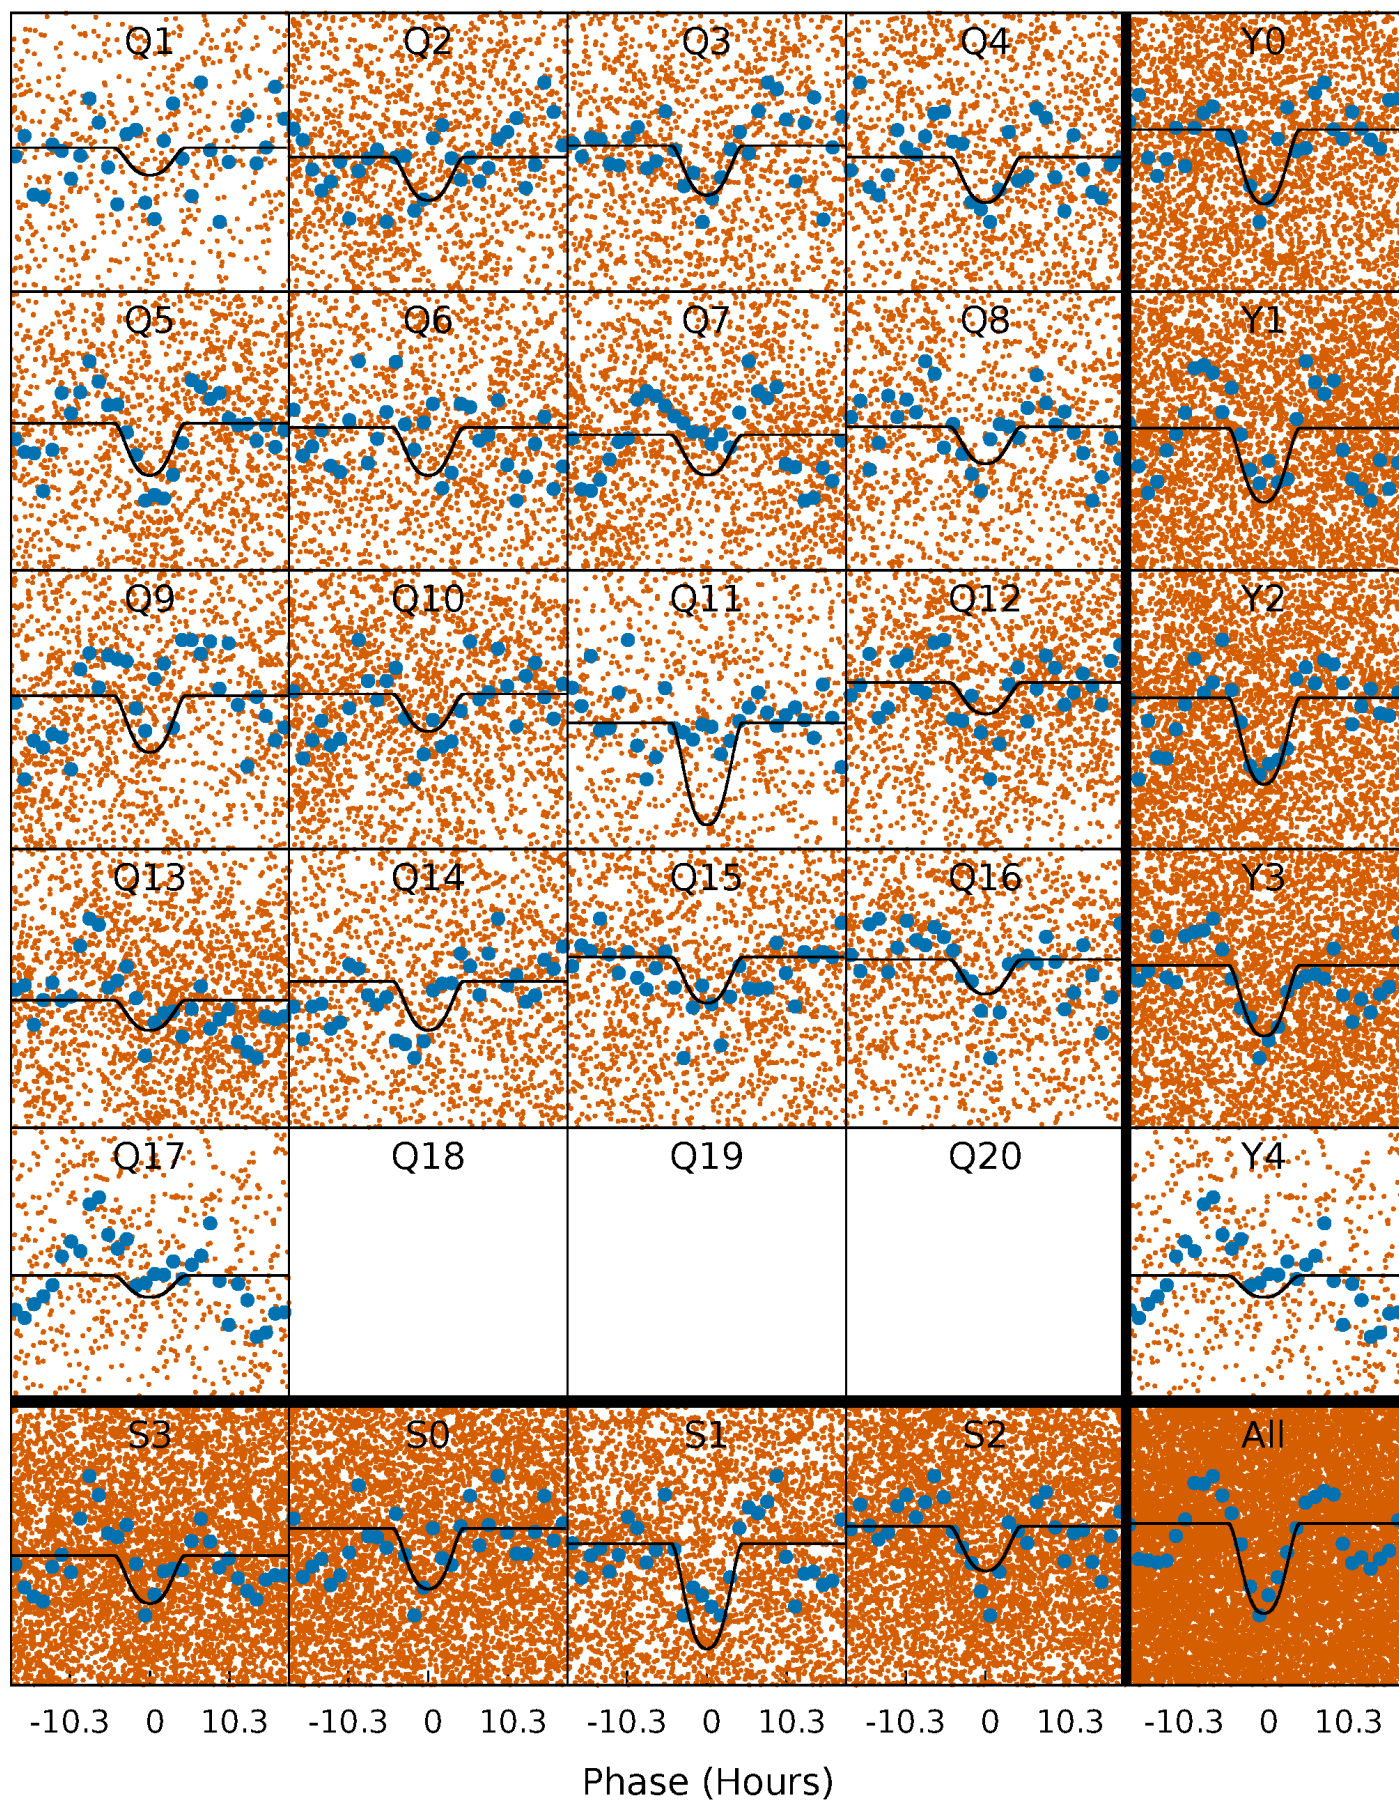 Q1 Q2 Q3 Q4 Y0
Q5 Q6 Q7 Q8 Y1
Q9 Q10 Q11 Q12 Y2
Q13 Q14 Q15 Q16 Y3
Q17 Q18 Q19 Q20 Y4
S3 S0 S1 S2 All
-10.3 0 10.3 -10.3 0 10.3 -10.3 0 10.3 -10.3 0 10.3 -10.3 0 10.3
Phase (Hours)